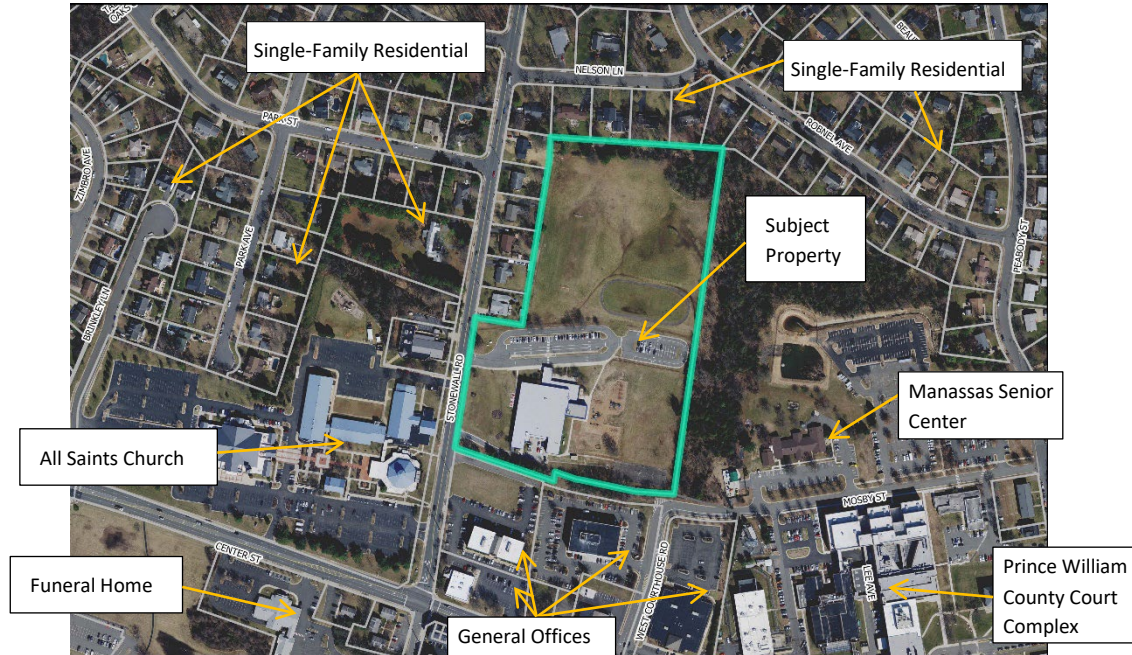 Single-Family Residential
Single-Family Residential
NELSON LN
PARK ST
ROBNEL AVE
ZIMBRO AVE
PARK AVE
BRINKLEY LN
PEABODY ST
Subject
Property
STONEWALL RD
Manassas Senior
Center
All Saints Church
MOSBY ST
CENTER ST
WEST COURTHOUSE RD
LEE AVE
Funeral Home
General Offices
Prince William
County Court
Complex